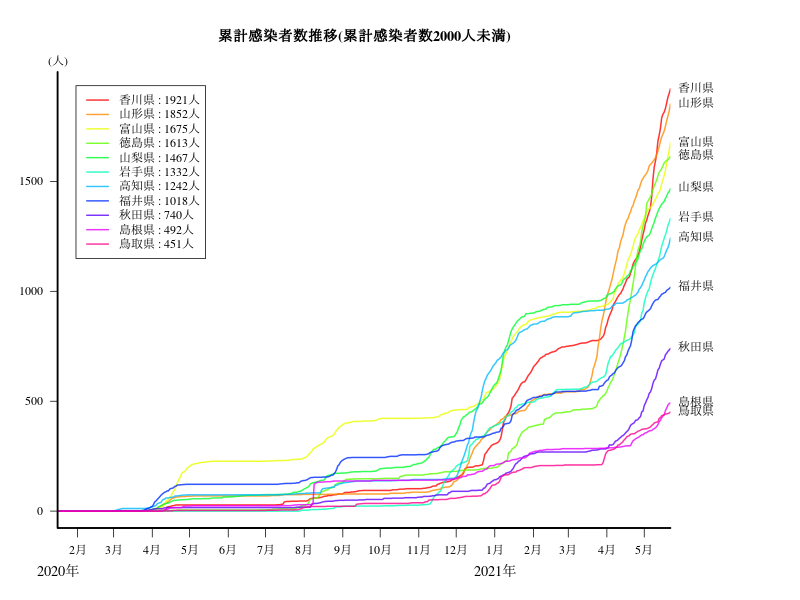 累計感染者数推移(累計感染者数2000人未満)
(人)
香川県 : 1921人
山形県 : 1852人
富山県 : 1675人
徳島県 : 1613人
山梨県 : 1467人
岩手県 : 1332人
高知県 : 1242人
福井県 : 1018人
秋田県 : 740人
島根県 : 492人
鳥取県 : 451人
香川県
山形県
富山県
徳島県
山梨県
岩手県
高知県
福井県
秋田県
島根県
鳥取県
1500
1000
500
0
2月 3月 4月 5月 6月 7月 8月 9月 10月 11月 12月 1月 2月 3月 4月 5月
2020年 2021年